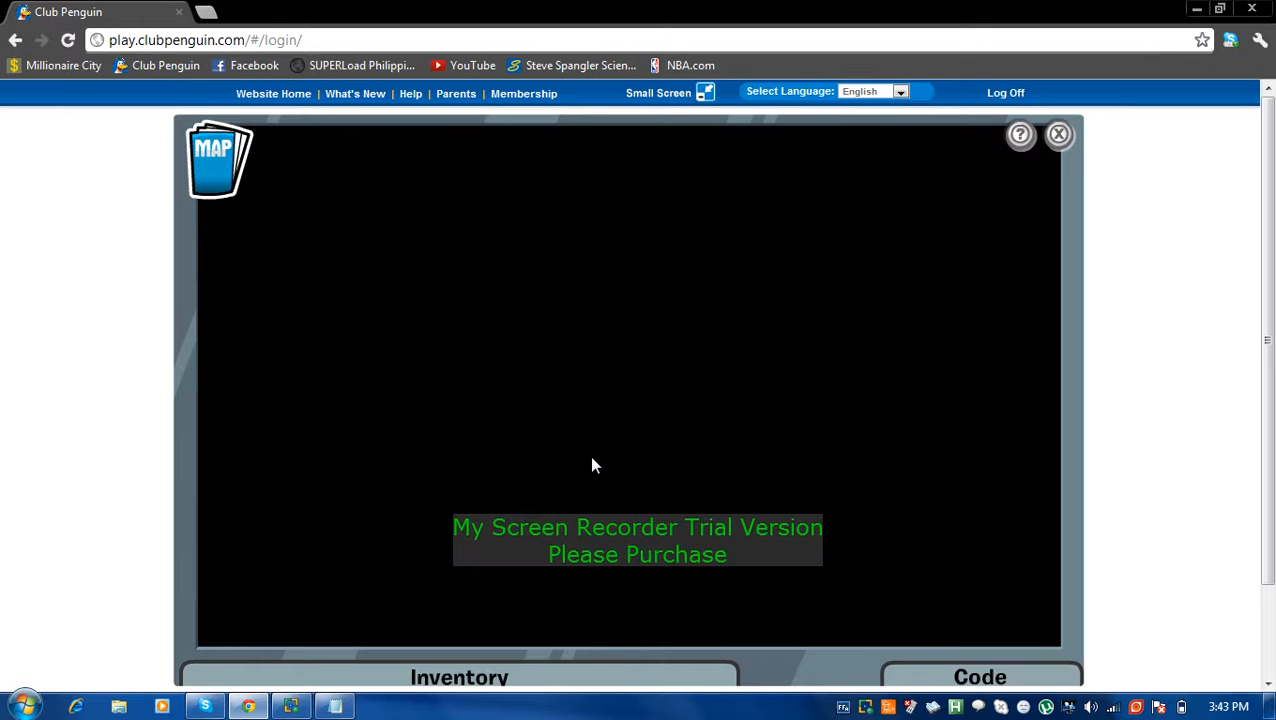 Club Penguin
play.clubpenguin.com/#/login/
Millionaire City Club Penguin Facebook SUPERLoad Philippi... YouTube Steve Spangler Scien... NBA.com
Website Home | What's New | Help | Parents | Membership Small Screen Select Language: English Log Off
MAP
My Screen Recorder Trial Version
Please Purchase
Inventory Code
3:43 PM